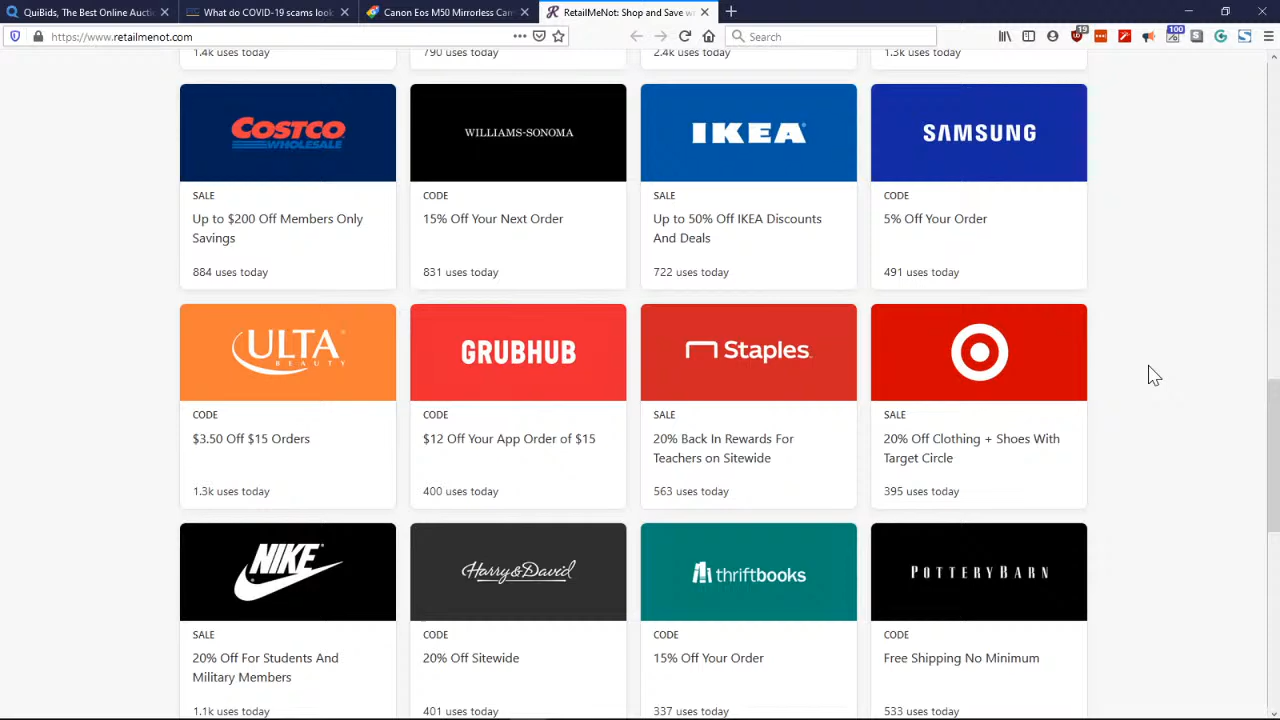 QuiBids, The Best Online Aucti
What do COVID-19 scams look
Canon Eos M50 Mirrorless Cam
RetailMeNot: Shop and Save w
https://www.retailmenot.com
Search
19
100
1.4k uses today
790 uses today
2.4k uses today
1.3k uses today
COSTCO
WHOLESALE
WILLIAMS-SONOMA
IKEA
SAMSUNG
SALE
CODE
SALE
CODE
Up to $200 Off Members Only
Savings
15% Off Your Next Order
Up to 50% Off IKEA Discounts
And Deals
5% Off Your Order
884 uses today
831 uses today
722 uses today
491 uses today
ULTA
BEAUTY
GRUBHUB
Staples.
CODE
CODE
SALE
SALE
$3.50 Off $15 Orders
$12 Off Your App Order of $15
20% Back In Rewards For
Teachers on Sitewide
20% Off Clothing + Shoes With
Target Circle
1.3k uses today
400 uses today
563 uses today
395 uses today
NIKE
Harry & David
thriftbooks
POTTERYBARN
SALE
CODE
CODE
CODE
20% Off For Students And
Military Members
20% Off Sitewide
15% Off Your Order
Free Shipping No Minimum
1.1k uses today
401 uses today
337 uses today
533 uses today